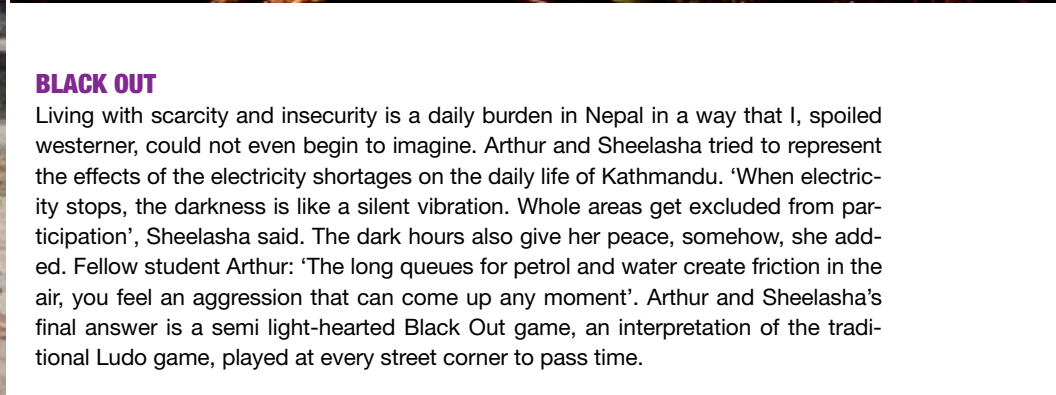 BLACK OUT
Living with scarcity and insecurity is a daily burden in Nepal in a way that I, spoiled
westerner, could not even begin to imagine. Arthur and Sheelasha tried to represent
the effects of the electricity shortages on the daily life of Kathmandu. ‘When electric-
ity stops, the darkness is like a silent vibration. Whole areas get excluded from par-
ticipation’, Sheelasha said. The dark hours also give her peace, somehow, she add-
ed. Fellow student Arthur: ‘The long queues for petrol and water create friction in the
air, you feel an aggression that can come up any moment’. Arthur and Sheelasha’s
final answer is a semi light-hearted Black Out game, an interpretation of the tradi-
tional Ludo game, played at every street corner to pass time.